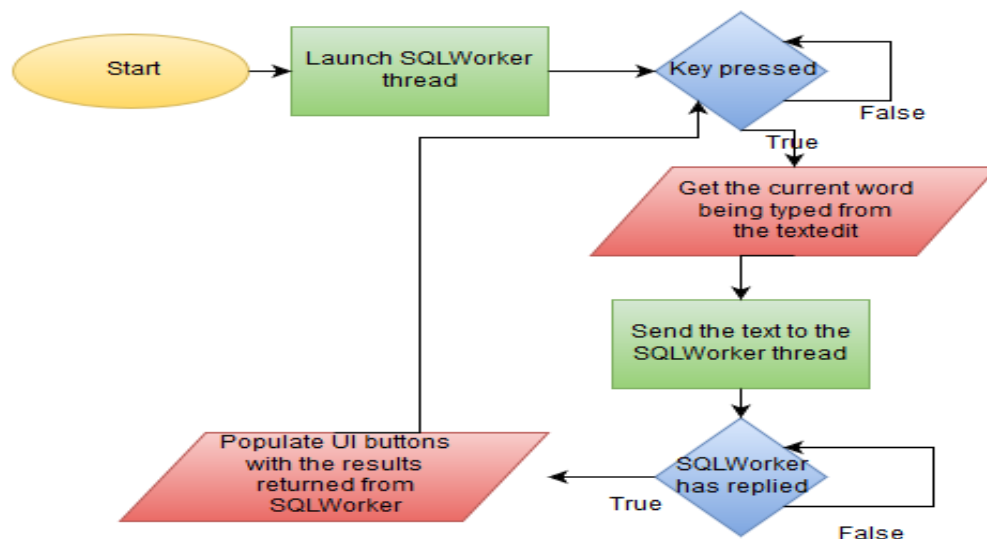 Start
Launch SQLWorker
thread
Key pressed
False
True
Get the current word
being typed from
the textedit
Send the text to the
SQLWorker thread
SQLWorker
has replied
False
True
Populate UI buttons
with the results
returned from
SQLWorker